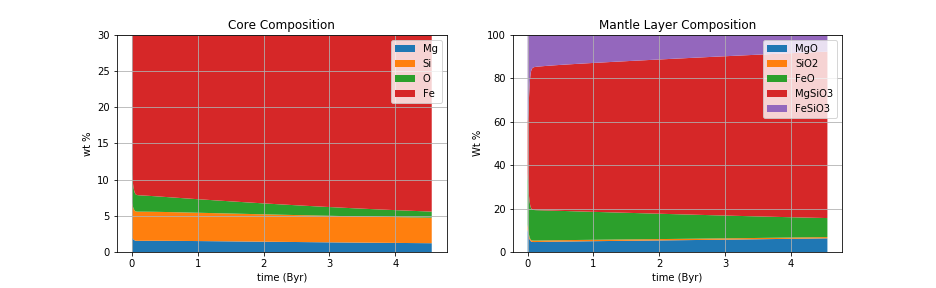 Core Composition
30
25
20
15
10
5
0
wt %
0 1 2 3 4
time (Byr)
Mg
Si
O
Fe
Mantle Layer Composition
100
80
60
40
20
0
Wt %
0 1 2 3 4
time (Byr)
MgO
SiO2
FeO
MgSiO3
FeSiO3